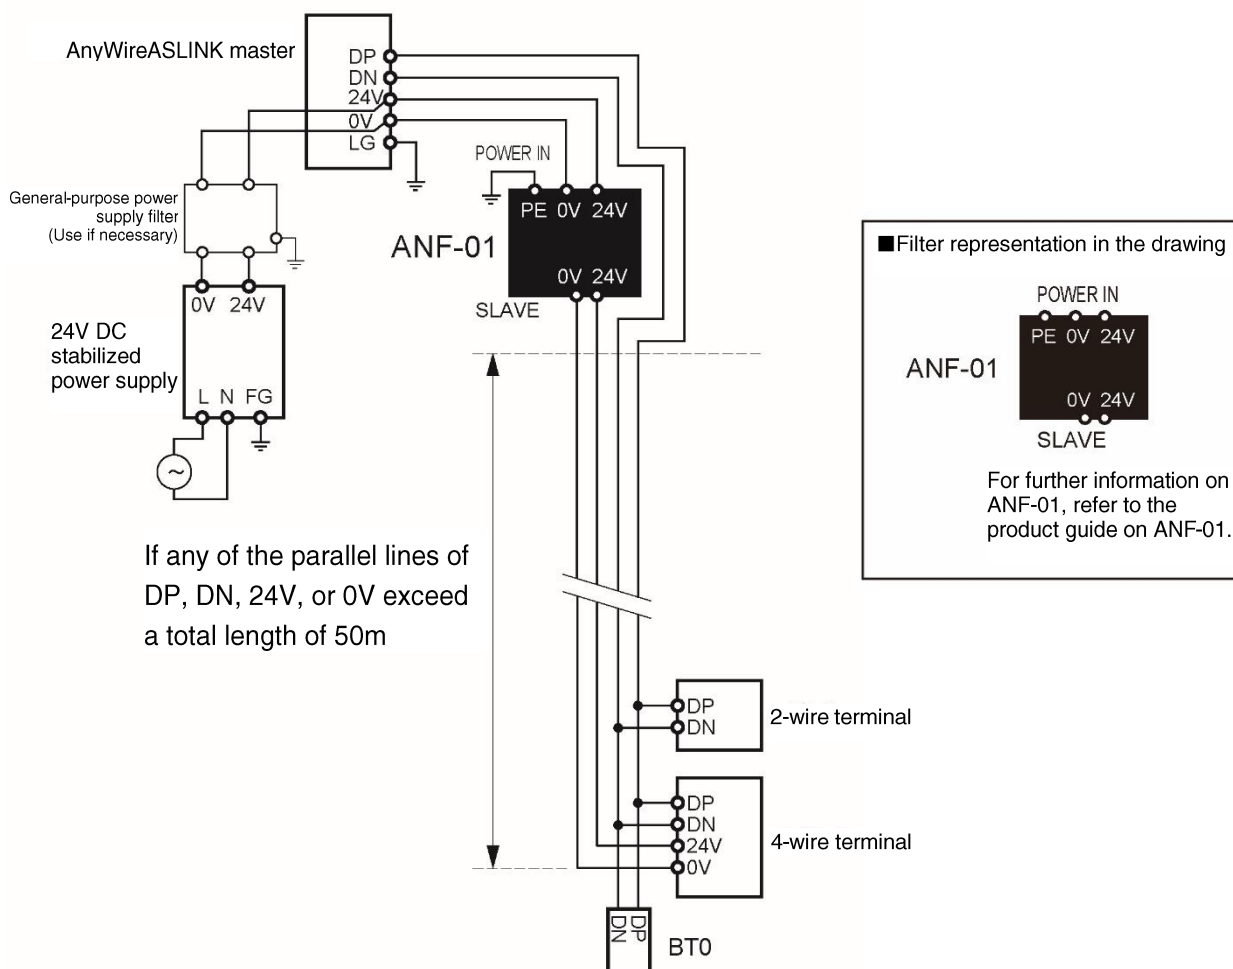 AnyWireASLINK master
DP
DN
24V
0V
LG
General-purpose power
supply filter
(Use if necessary)
POWER IN
PE 0V 24V
ANF-01
0V 24V
SLAVE
0V 24V
24V DC
stabilized
power supply
L N FG
~
If any of the parallel lines of
DP, DN, 24V, or 0V exceed
a total length of 50m
■Filter representation in the drawing
POWER IN
PE 0V 24V
ANF-01
0V 24V
SLAVE
For further information on
ANF-01, refer to the
product guide on ANF-01.
DP
DN
2-wire terminal
DP
DN
24V
0V
4-wire terminal
DN
DP
BT0